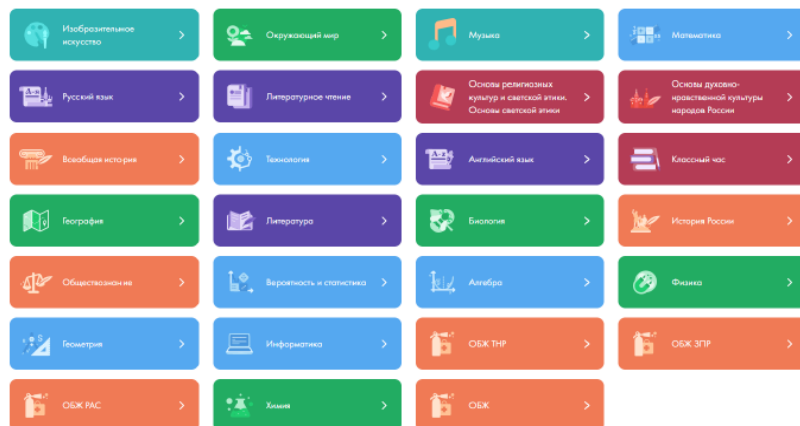 Изобразительное
искусство
Окружающий мир
Музыка
Математика
Русский язык
Литературное чтение
Основы религиозных
культур и светской этики.
Основы светской этики
Основы духовно-
нравственной культуры
народов России
Всеобщая история
Технология
Английский язык
Классный час
География
Литература
Биология
История России
Обществознание
Вероятность и статистика
Алгебра
Физика
Геометрия
Информатика
ОБЖ ТНР
ОБЖ ЗПР
ОБЖ РАС
Химия
ОБЖ